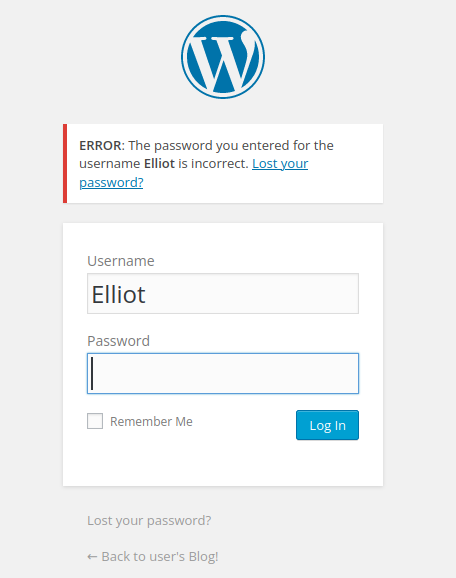 ERROR: The password you entered for the
username Elliot is incorrect. Lost your
password?
Username
Elliot
Password
Remember Me
Log In
Lost your password?
← Back to user's Blog!